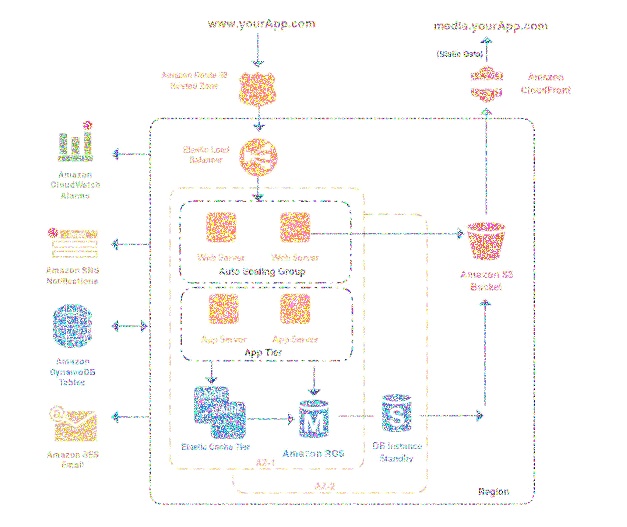 www.yourApp.com
media.yourApp.com
(Static Data)
Amazon Route 53
Hosted Zone
Amazon
CloudFront
Elastic Load
Balancer
Amazon
CloudWatch
Alarms
Web Server
Web Server
Auto Scaling Group
Amazon SNS
Notifications
Amazon S3
Bucket
App Server
App Server
App Tier
Amazon
DynamoDB
Tables
M
S
Elastic Cache Tier
Amazon RDS
DB Instance
Standby
@
Amazon SES
Email
AZ-1
AZ-2
Region